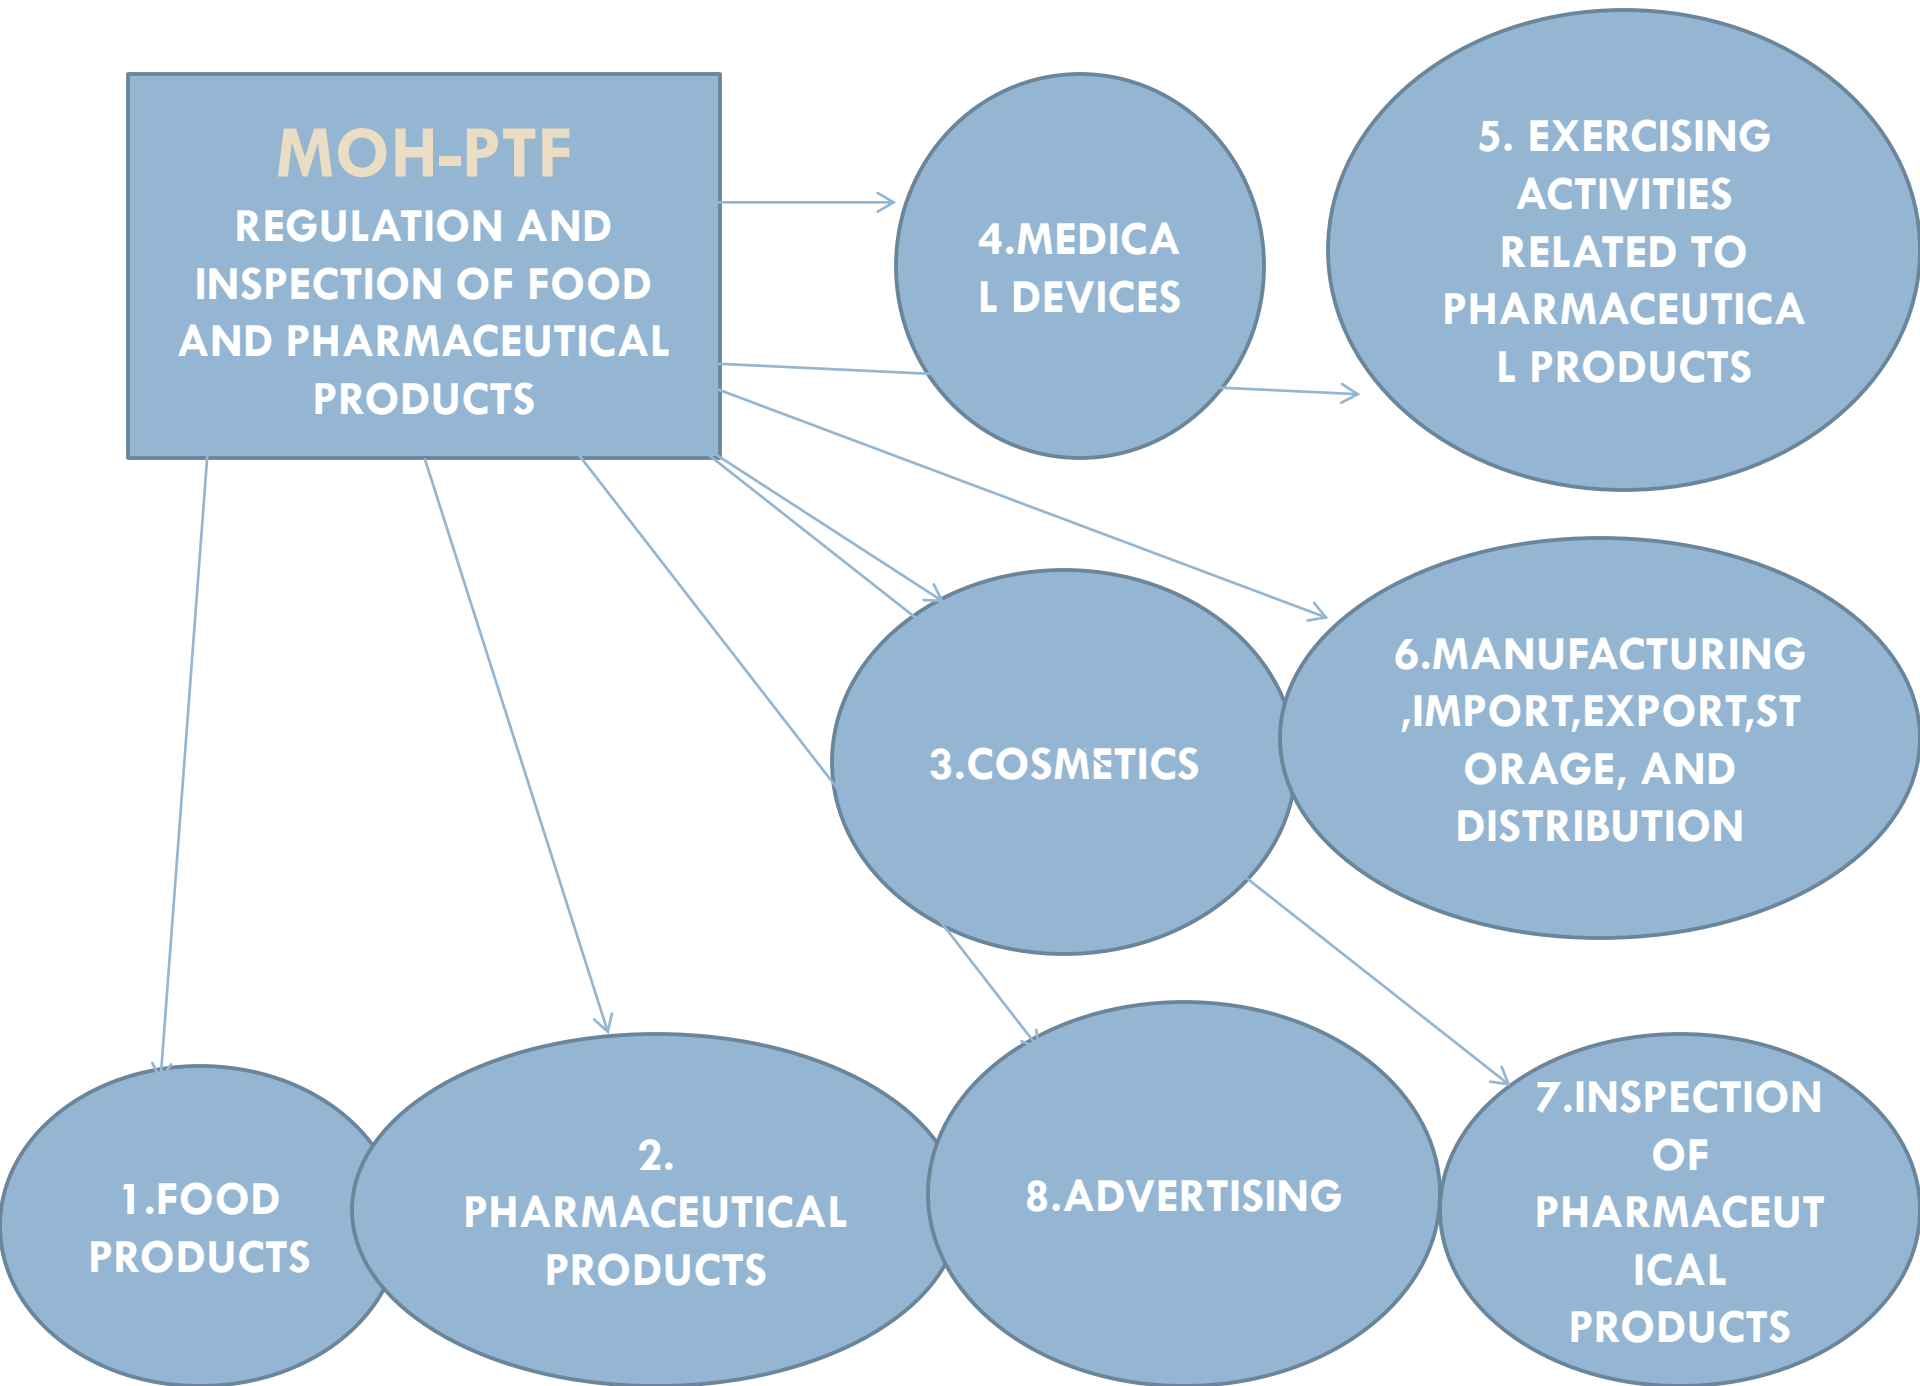 MOH-PTF
REGULATION AND
INSPECTION OF FOOD
AND PHARMACEUTICAL
PRODUCTS
4.MEDICA
L DEVICES
5. EXERCISING
ACTIVITIES
RELATED TO
PHARMACEUTICA
L PRODUCTS
3.COSMETICS
6.MANUFACTURING
,IMPORT,EXPORT,ST
ORAGE, AND
DISTRIBUTION
1.FOOD
PRODUCTS
2.
PHARMACEUTICAL
PRODUCTS
8.ADVERTISING
7.INSPECTION
OF
PHARMACEUT
ICAL
PRODUCTS